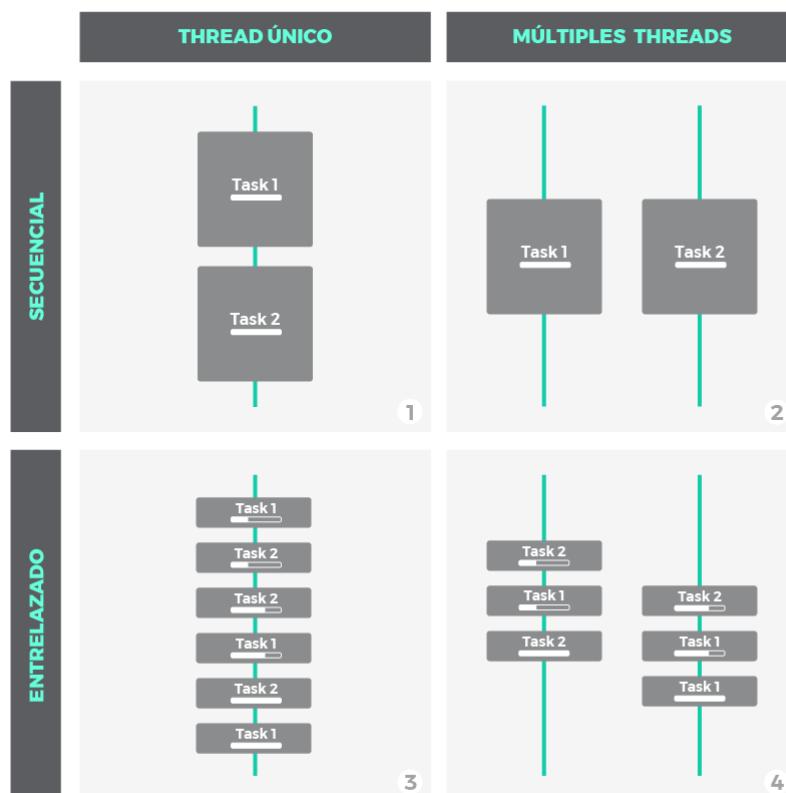 THREAD ÚNICO
MÚLTIPLES THREADS
SECUENCIAL
Task 1
Task 2
1
Task 1
Task 2
2
ENTRELAZADO
Task 1
Task 2
Task 2
Task 1
Task 2
Task 1
3
Task 2
Task 1
Task 2
Task 2
Task 1
Task 1
4